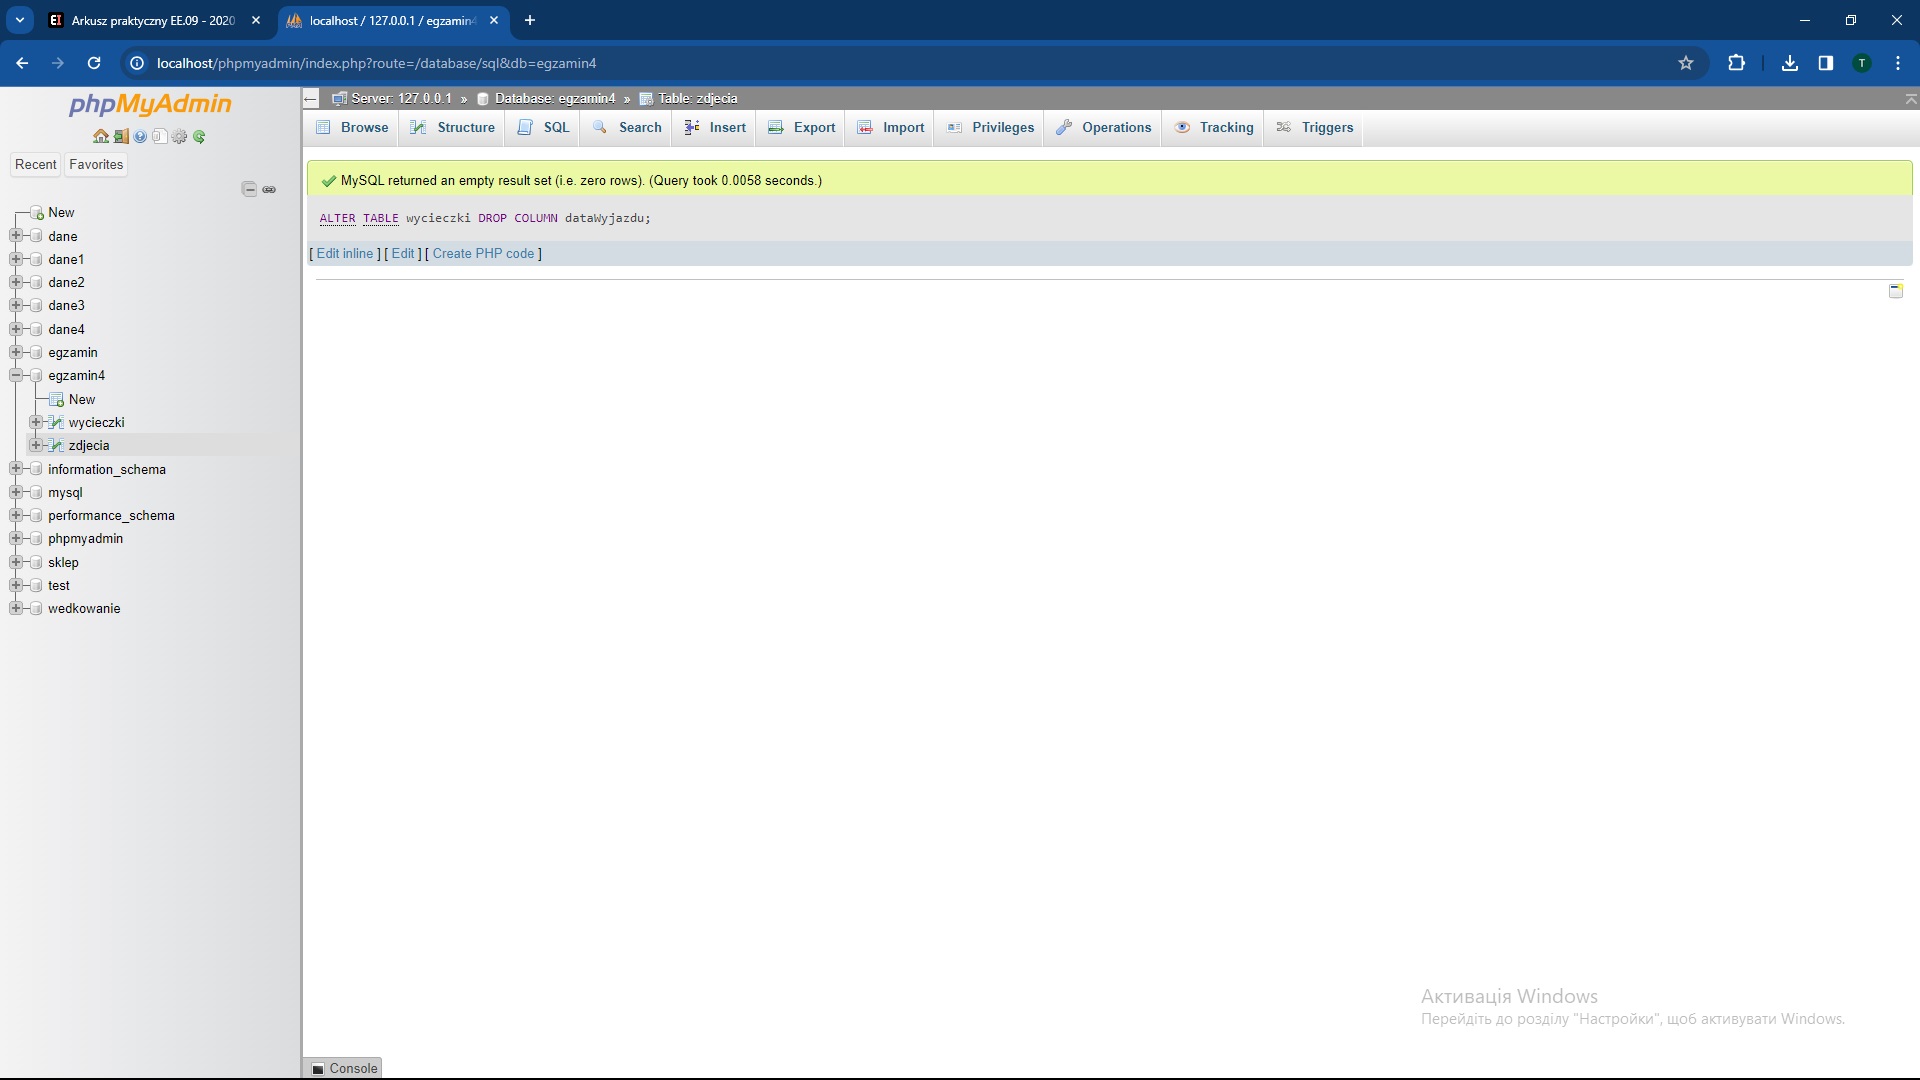 Arkusz praktyczny EE.09 - 2020
localhost / 127.0.0.1 / egzamin4
localhost/phpmyadmin/index.php?route=/database/sql&db=egzamin4
T
phpMyAdmin
Recent
Favorites
New
dane
dane1
dane2
dane3
dane4
egzamin
egzamin4
New
wycieczki
zdjecia
information_schema
mysql
performance_schema
phpmyadmin
sklep
test
wedkowanie
Server: 127.0.0.1 » Database: egzamin4 » Table: zdjecia
Browse
Structure
SQL
Search
Insert
Export
Import
Privileges
Operations
Tracking
Triggers
MySQL returned an empty result set (i.e. zero rows). (Query took 0.0058 seconds.)
ALTER TABLE wycieczki DROP COLUMN dataWyjazdu;
[ Edit inline ] [ Edit ] [ Create PHP code ]
Активація Windows
Перейдіть до розділу "Настройки", щоб активувати Windows.
Console